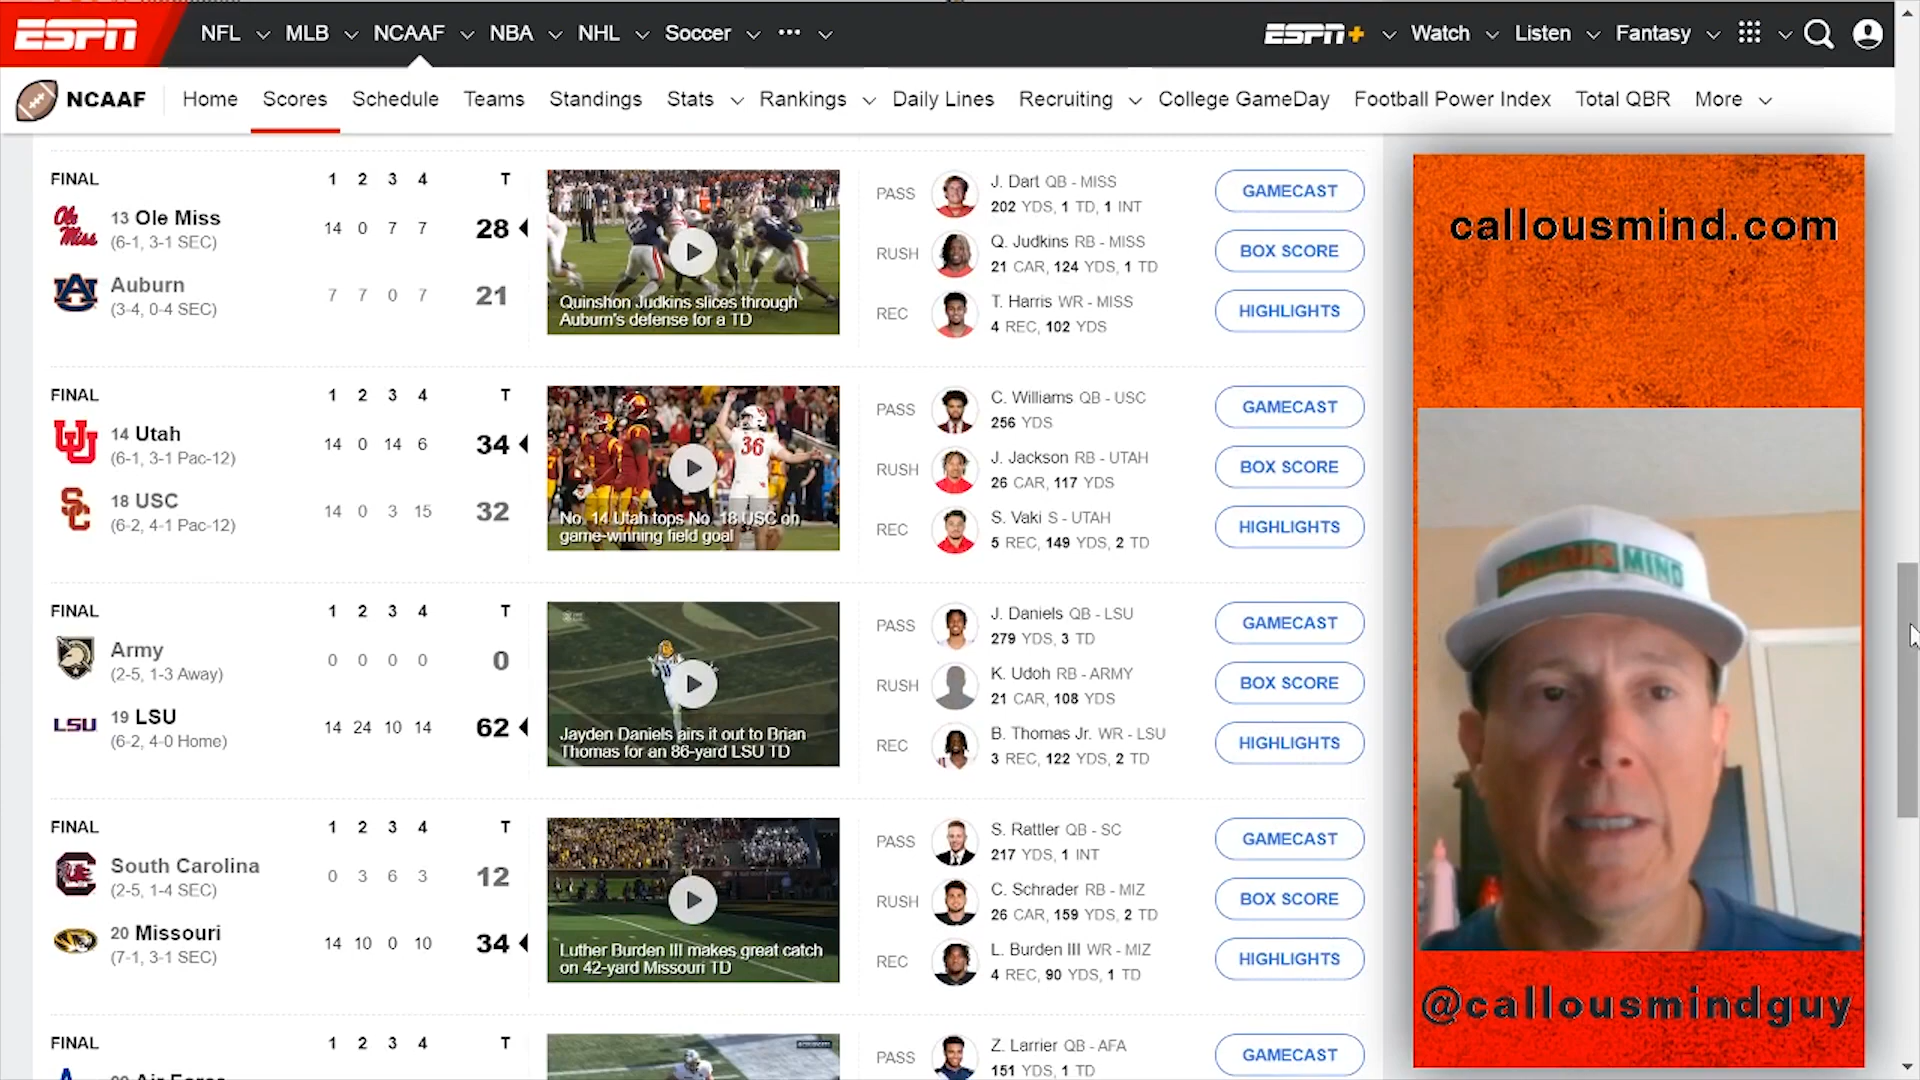 ESPN NFL MLB NCAAF NBA NHL Soccer ••• ESPN+ Watch Listen Fantasy
NCAAF Home Scores Schedule Teams Standings Stats Rankings Daily Lines Recruiting College GameDay Football Power Index Total QBR More
FINAL 1 2 3 4 T
Ole Miss 13 Ole Miss 14 0 7 7 28
(6-1, 3-1 SEC)
Auburn 7 7 0 7 21
(3-4, 0-4 SEC)
Quinshon Judkins slices through
Auburn's defense for a TD
PASS J. Dart QB - MISS
202 YDS, 1 TD, 1 INT
RUSH Q. Judkins RB - MISS
21 CAR, 124 YDS, 1 TD
REC T. Harris WR - MISS
4 REC, 102 YDS
GAMECAST
BOX SCORE
HIGHLIGHTS
FINAL 1 2 3 4 T
14 Utah 14 0 14 6 34
(6-1, 3-1 Pac-12)
SC 18 USC 14 0 3 15 32
(6-2, 4-1 Pac-12)
36
No. 14 Utah tops No. 18 USC on
game-winning field goal
PASS C. Williams QB - USC
256 YDS
RUSH J. Jackson RB - UTAH
26 CAR, 117 YDS
REC S. Vaki S - UTAH
5 REC, 149 YDS, 2 TD
GAMECAST
BOX SCORE
HIGHLIGHTS
FINAL 1 2 3 4 T
Army 0 0 0 0 0
(2-5, 1-3 Away)
LSU 19 LSU 14 24 10 14 62
(6-2, 4-0 Home)
Jayden Daniels airs it out to Brian
Thomas for an 86-yard LSU TD
PASS J. Daniels QB - LSU
279 YDS, 3 TD
RUSH K. Udoh RB - ARMY
21 CAR, 108 YDS
REC B. Thomas Jr. WR - LSU
3 REC, 122 YDS, 2 TD
GAMECAST
BOX SCORE
HIGHLIGHTS
FINAL 1 2 3 4 T
South Carolina 0 3 6 3 12
(2-5, 1-4 SEC)
20 Missouri 14 10 0 10 34
(7-1, 3-1 SEC)
Luther Burden III makes great catch
on 42-yard Missouri TD
PASS S. Rattler QB - SC
217 YDS, 1 INT
RUSH C. Schrader RB - MIZ
26 CAR, 159 YDS, 2 TD
REC L. Burden III WR - MIZ
4 REC, 90 YDS, 1 TD
GAMECAST
BOX SCORE
HIGHLIGHTS
FINAL 1 2 3 4 T
Air Force
PASS Z. Larrier QB - AFA
151 YDS, 1 TD
GAMECAST
callousmind.com
CALLOUS MIND
@callousmindguy